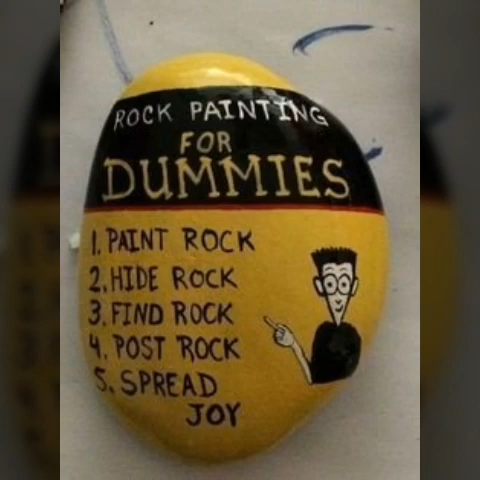 ROCK PAINTING
FOR
DUMMIES
1. PAINT ROCK
2. HIDE ROCK
3. FIND ROCK
4. POST ROCK
5. SPREAD
JOY